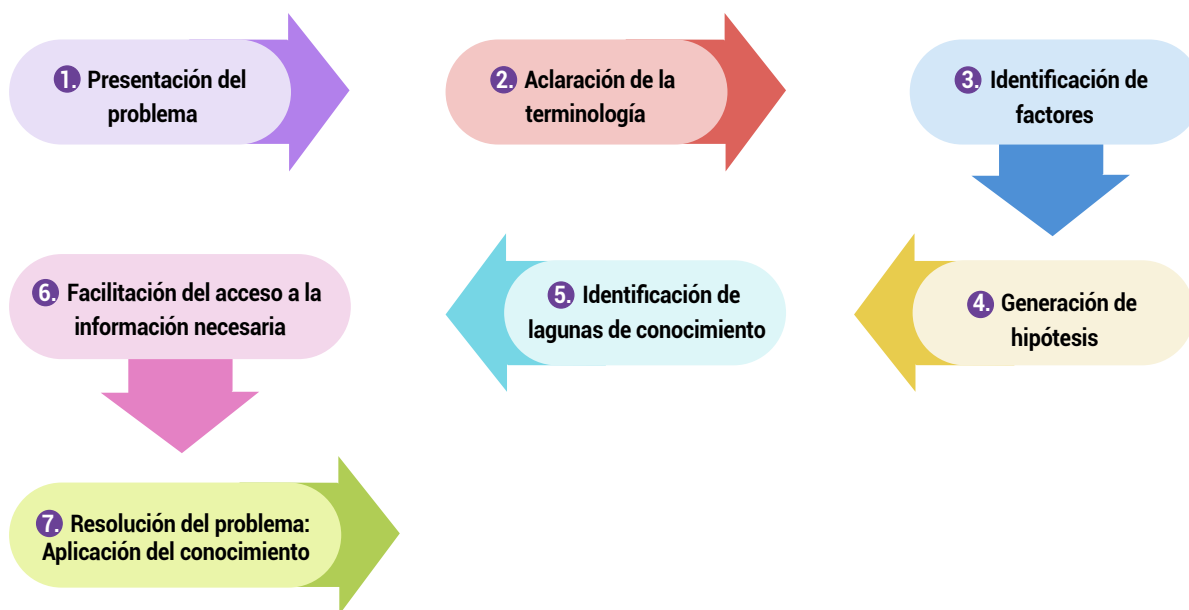 1. Presentación del
problema
2. Aclaración de la
terminología
3. Identificación de
factores
4. Generación de
hipótesis
5. Identificación de
lagunas de conocimiento
6. Facilitación del acceso a la
información necesaria
7. Resolución del problema:
Aplicación del conocimiento